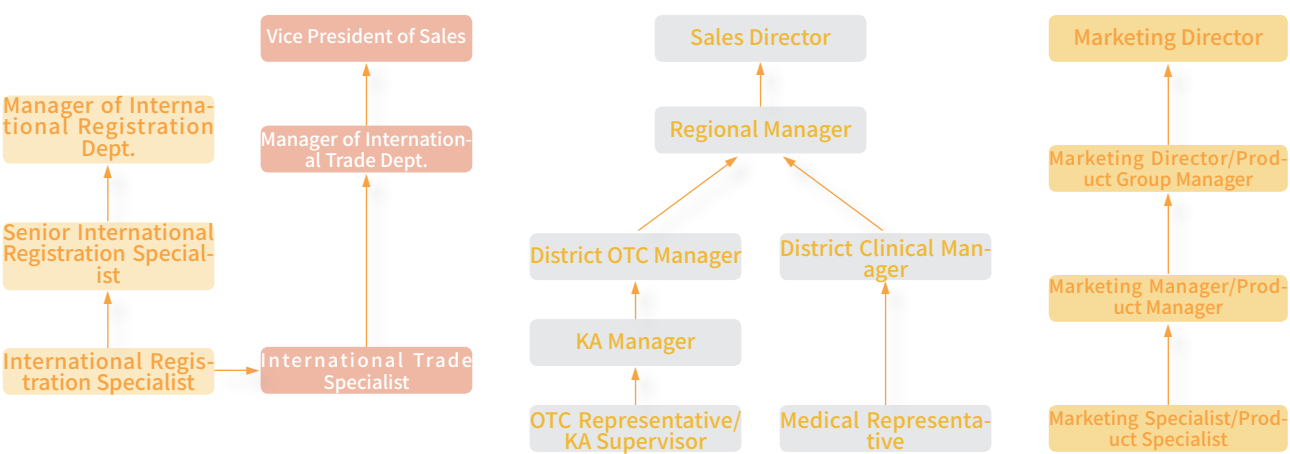 Vice President of Sales
Manager of Interna-
tional Registration
Dept.
Manager of Internation-
al Trade Dept.
Senior International
Registration Special-
ist
International Regis-
tration Specialist
International Trade
Specialist
Sales Director
Regional Manager
District OTC Manager
District Clinical Man-
ager
KA Manager
OTC Representative/
KA Supervisor
Medical Representa-
tive
Marketing Director
Marketing Director/Prod-
uct Group Manager
Marketing Manager/Prod-
uct Manager
Marketing Specialist/Prod-
uct Specialist